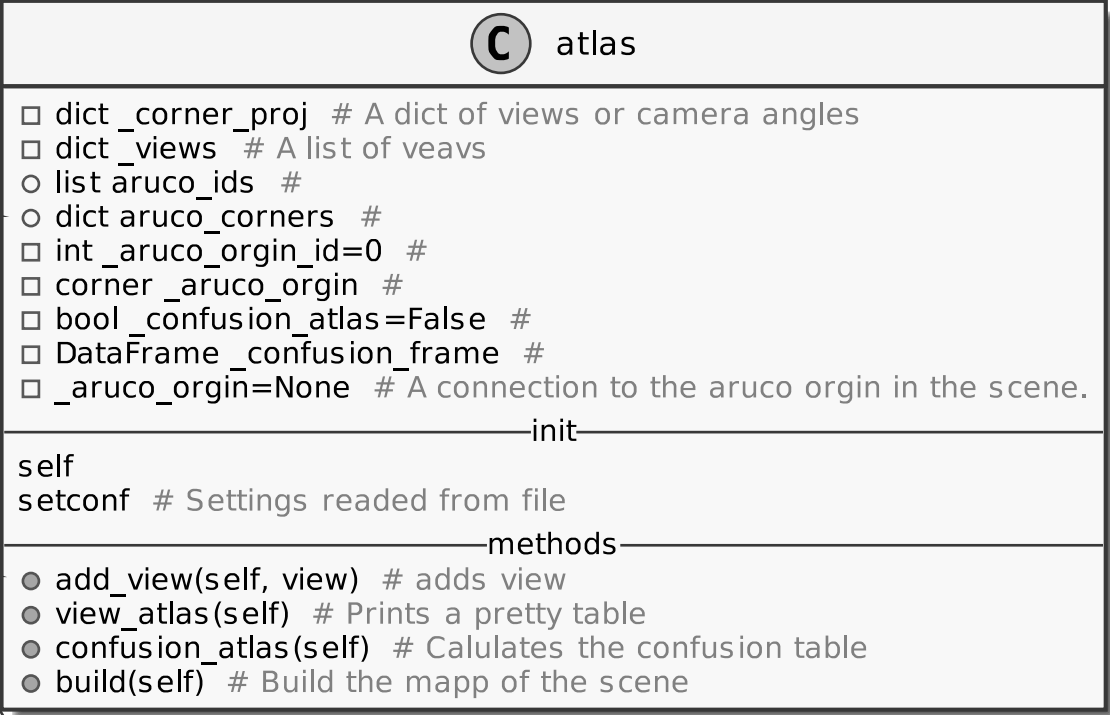 C atlas
dict _corner_proj # A dict of views or camera angles
dict _views # A list of veavs
list aruco_ids #
dict aruco_corners #
int _aruco_orgin_id=0 #
corner _aruco_orgin #
bool _confusion_atlas=False #
DataFrame _confusion_frame #
_aruco_orgin=None # A connection to the aruco orgin in the scene.
init
self
setconf # Settings readed from file
methods
add_view(self, view) # adds view
view_atlas(self) # Prints a pretty table
confusion_atlas(self) # Calulates the confusion table
build(self) # Build the mapp of the scene